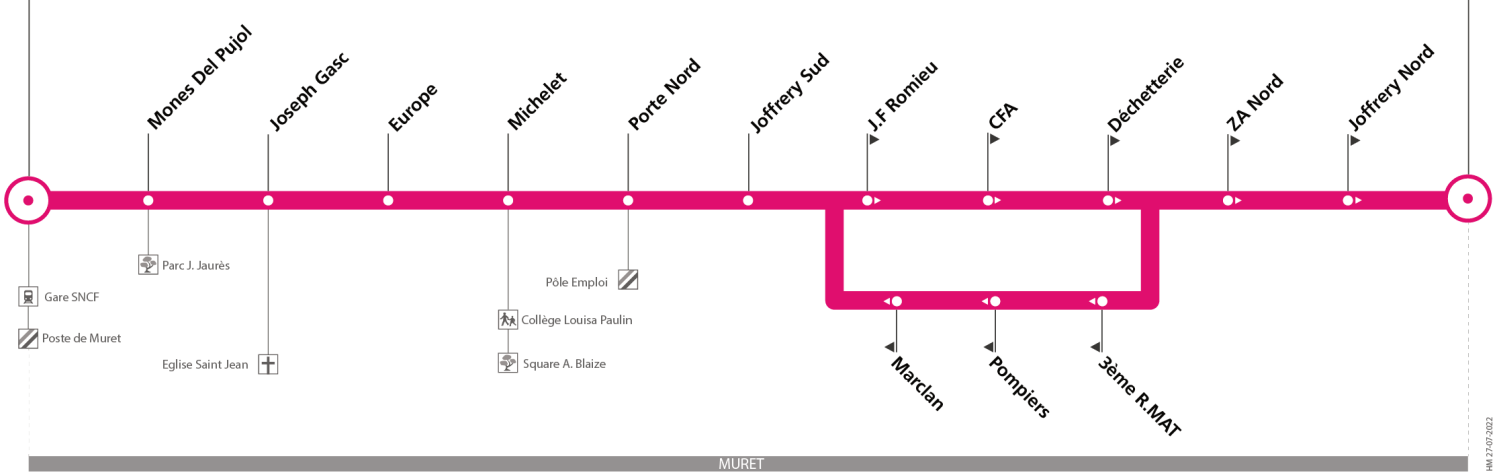 Mones Del Pujol
Joseph Gasc
Europe
Michelet
Porte Nord
Joffrery Sud
J.F Romieu
CFA
Déchetterie
ZA Nord
Joffrery Nord
Parc J. Jaurès
Gare SNCF
Poste de Muret
Eglise Saint Jean
Pôle Emploi
Collège Louisa Paulin
Square A. Blaize
Marclan
Pompiers
3ème R.MAT
MURET
HM 27-07-2022